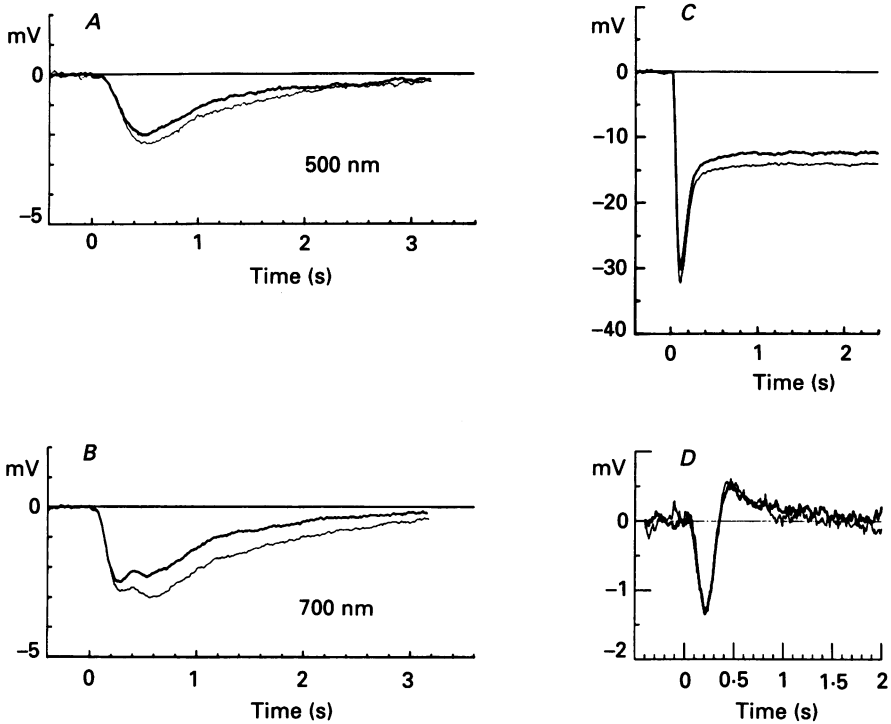 A
mV
0
–5
500 nm
0 1 2 3
Time (s)
C
mV
0
–10
–20
–30
–40
0 1 2
Time (s)
B
mV
0
–5
700 nm
0 1 2 3
Time (s)
D
mV
0
–1
–2
0 0·5 1 1·5 2
Time (s)